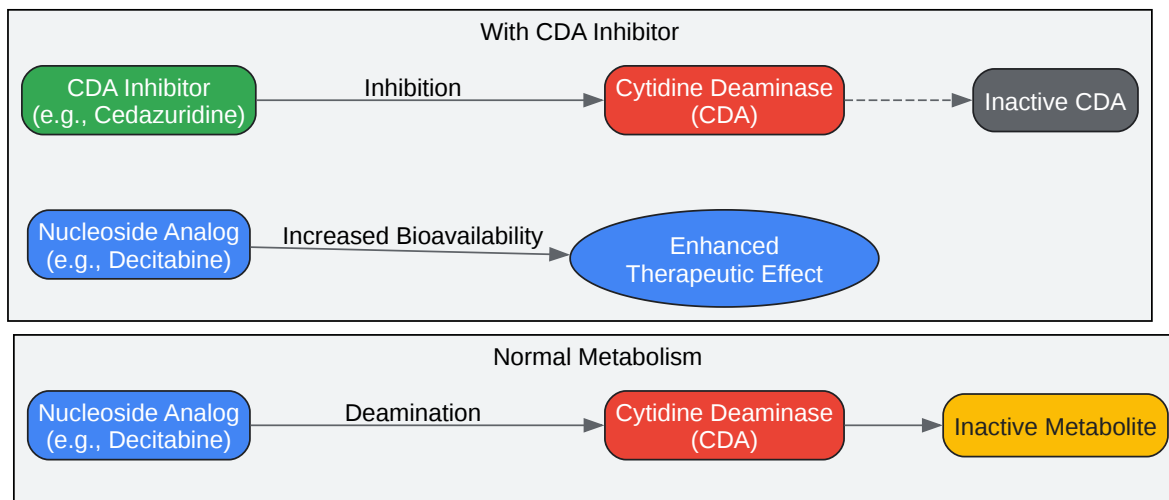 With CDA Inhibitor
CDA Inhibitor
(e.g., Cedazuridine)
Inhibition
Cytidine Deaminase
(CDA)
Inactive CDA
Nucleoside Analog
(e.g., Decitabine)
Increased Bioavailability
Enhanced
Therapeutic Effect
Normal Metabolism
Nucleoside Analog
(e.g., Decitabine)
Deamination
Cytidine Deaminase
(CDA)
Inactive Metabolite